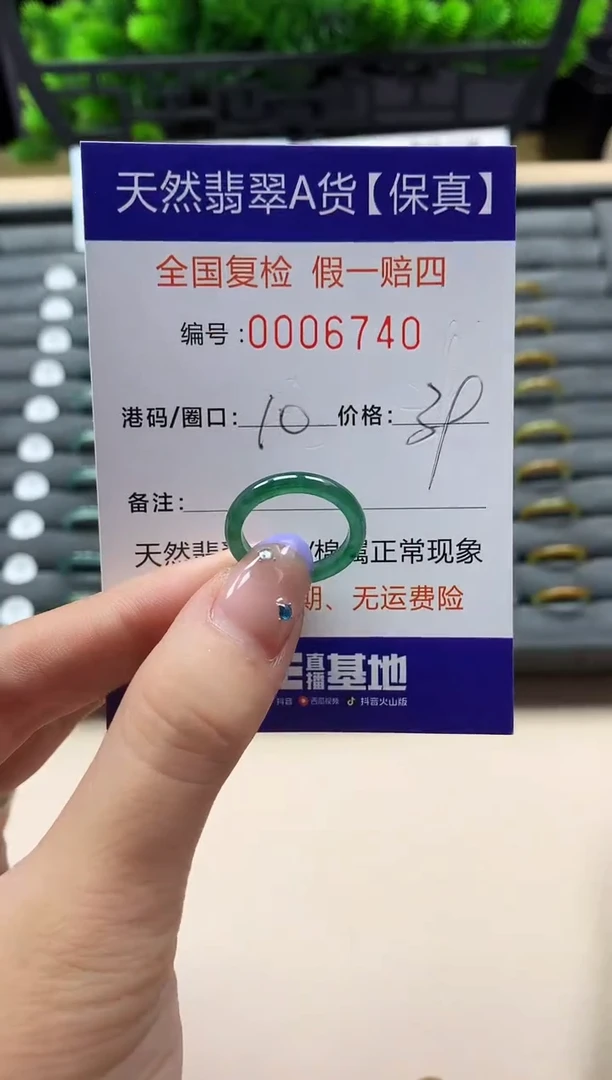 天然翡翠A货【保真】
全国复检 假一赔四
编号:0006740
港码/圈口: 10 价格: 39
备注:
天然翡 /棉属正常现象
期、无运费险
直播基地
抖音 西瓜视频 抖音火山版